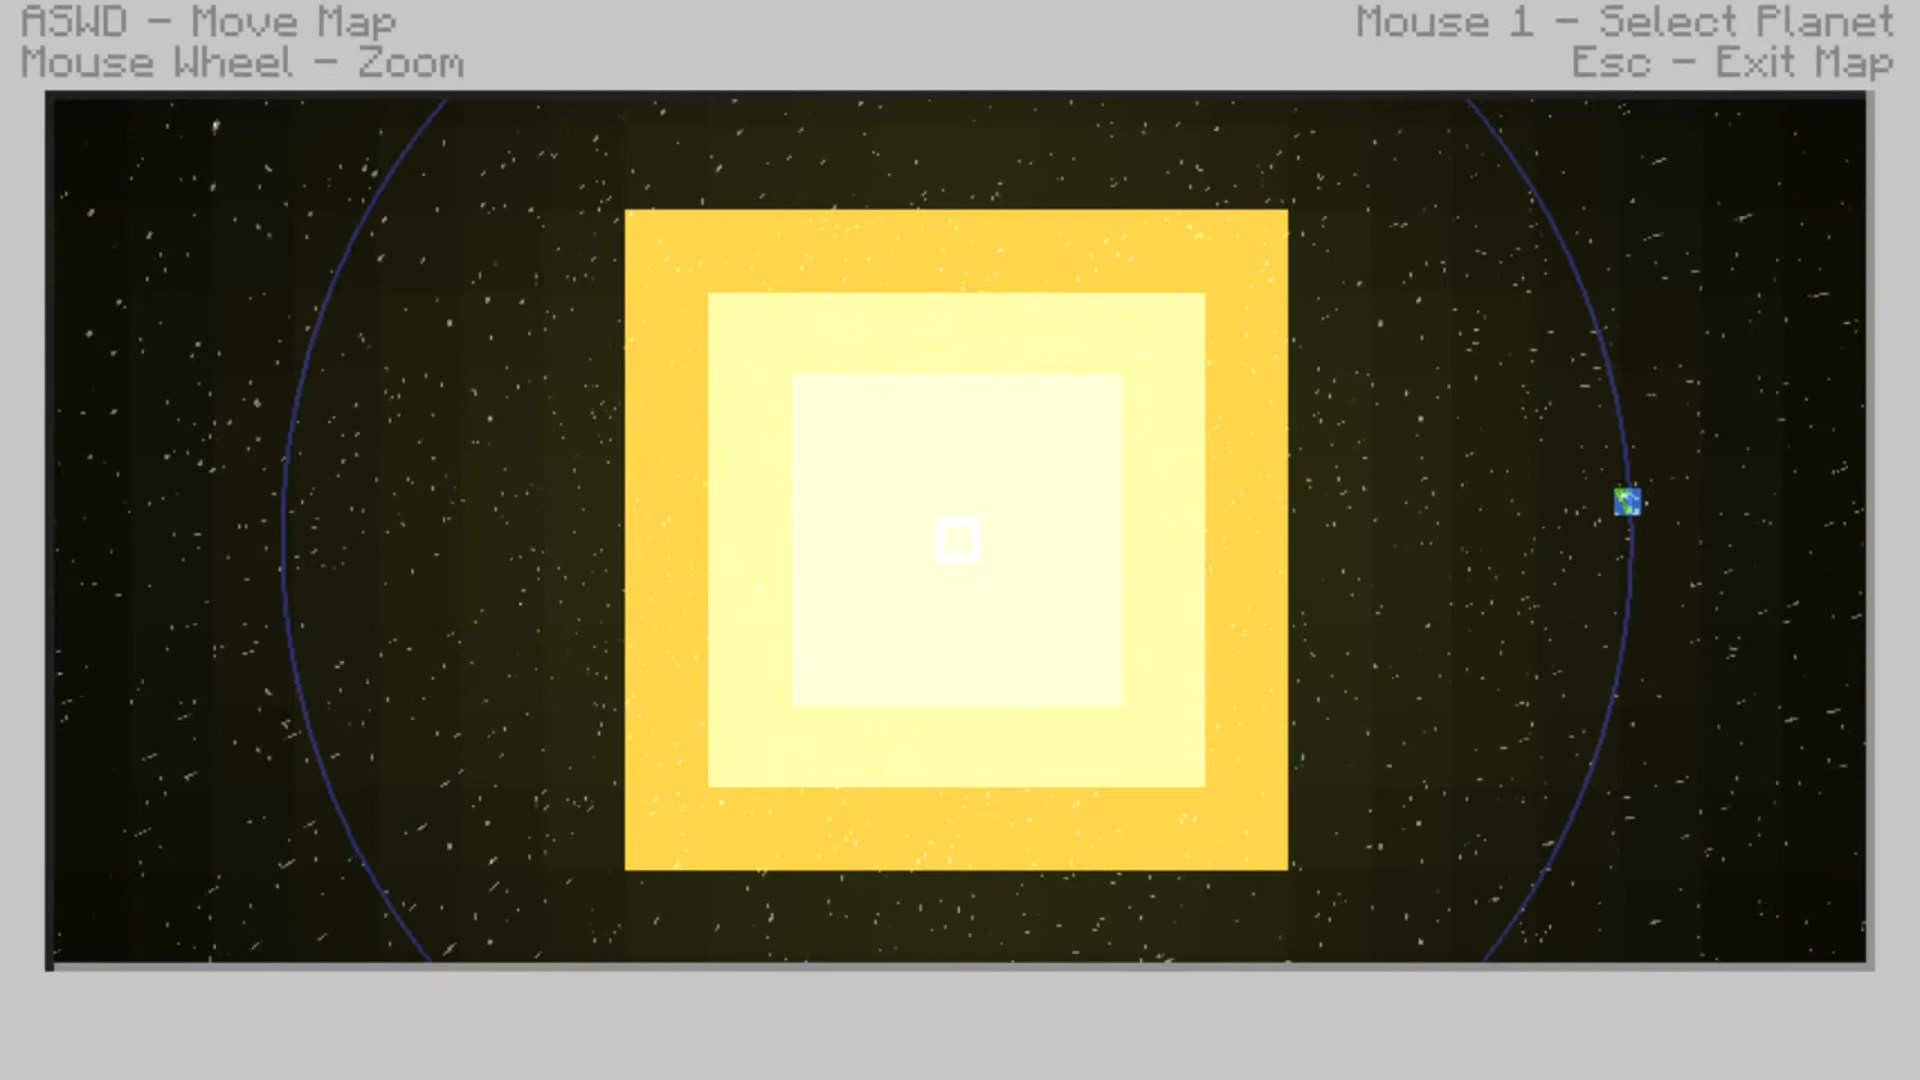 ASWD - Move Map
Mouse Wheel - Zoom
Mouse 1 - Select Planet
Esc - Exit Map